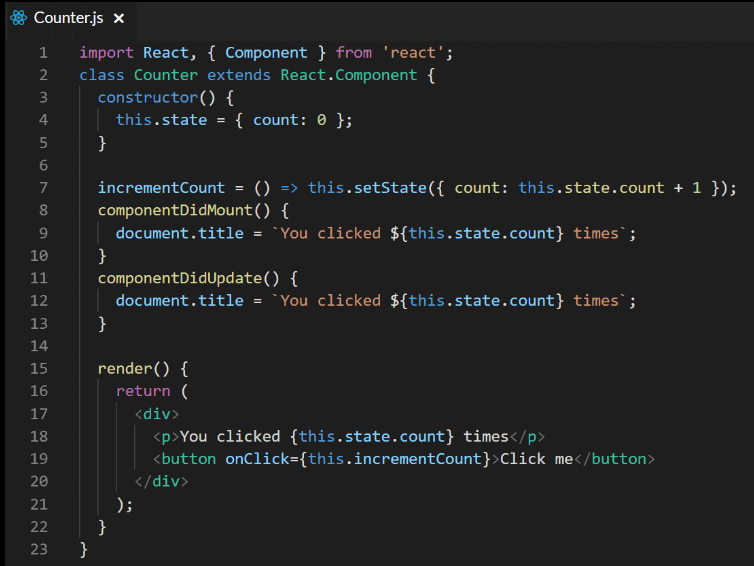 Counter.js ×
1 import React, { Component } from 'react';
2 class Counter extends React.Component {
3   constructor() {
4     this.state = { count: 0 };
5   }
6
7   incrementCount = () => this.setState({ count: this.state.count + 1 });
8   componentDidMount() {
9     document.title = `You clicked ${this.state.count} times`;
10   }
11   componentDidUpdate() {
12     document.title = `You clicked ${this.state.count} times`;
13   }
14
15   render() {
16     return (
17       <div>
18         <p>You clicked {this.state.count} times</p>
19         <button onClick={this.incrementCount}>Click me</button>
20       </div>
21     );
22   }
23 }